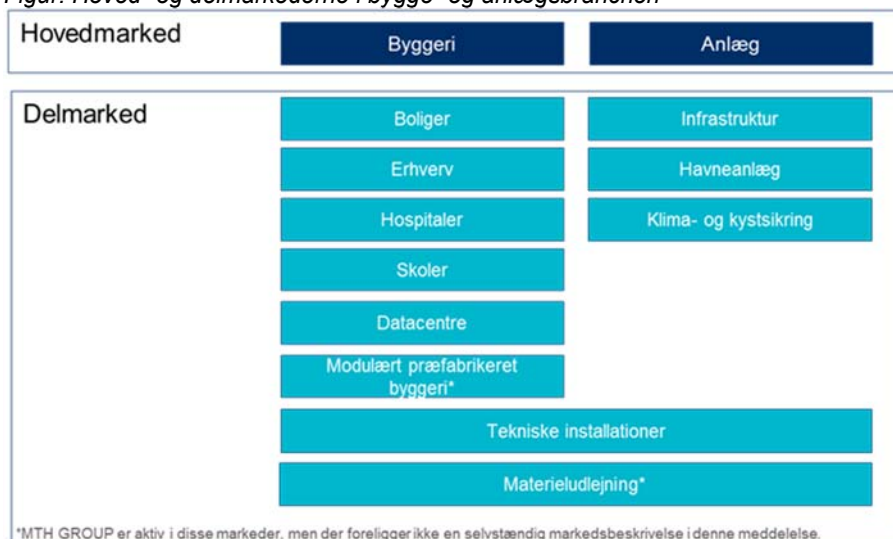 Figur: Hoved- og delmarkederne i bygge- og anlægsbranchen
Hovedmarked
Byggeri
Anlæg
Delmarked
Boliger
Infrastruktur
Erhverv
Havneanlæg
Hospitaler
Klima- og kystsikring
Skoler
Datacentre
Modulært præfabrikeret
byggeri*
Tekniske installationer
Materieludlejning*
*MTH GROUP er aktiv i disse markeder, men der foreligger ikke en selvstændig markedsbeskrivelse i denne meddelelse.